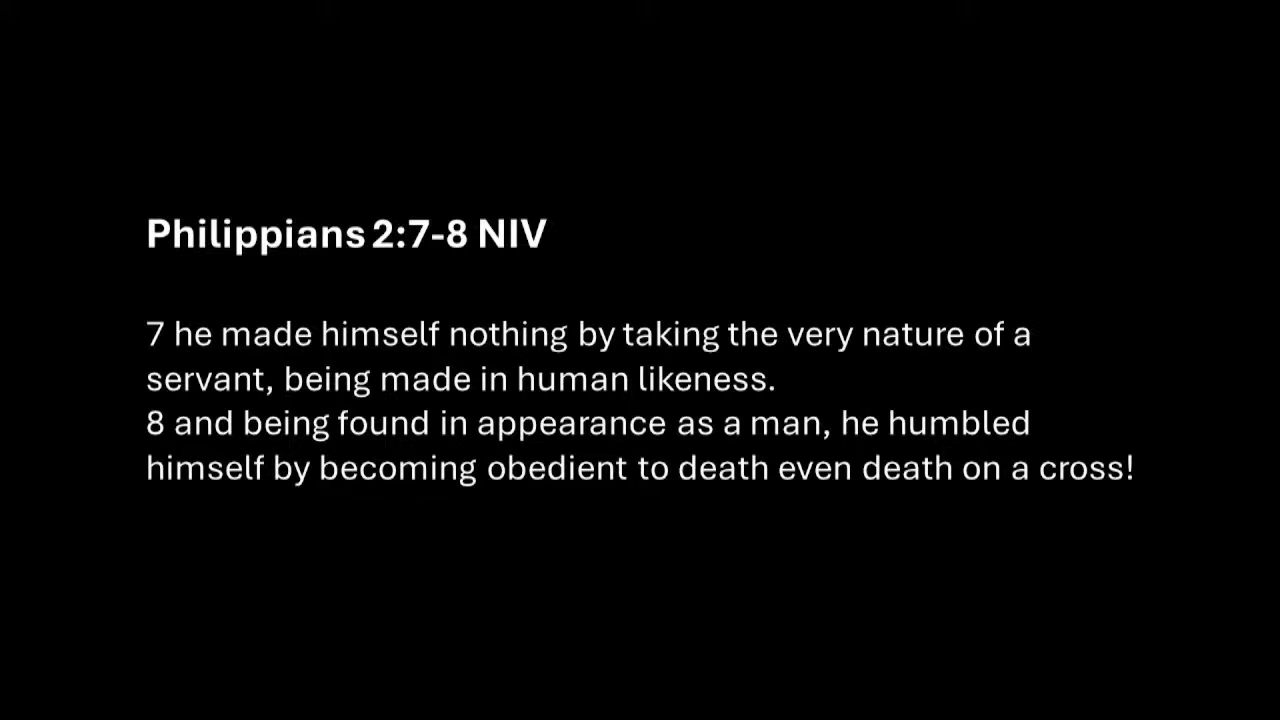 Philippians 2:7-8 NIV
7 he made himself nothing by taking the very nature of a
servant, being made in human likeness.
8 and being found in appearance as a man, he humbled
himself by becoming obedient to death even death on a cross!